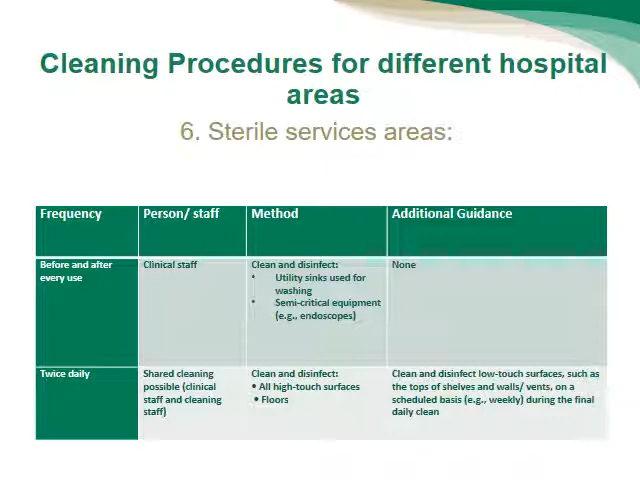 Cleaning Procedures for different hospital
areas
6. Sterile services areas:
Frequency
Person/ staff
Method
Additional Guidance
Before and after
every use
Clinical staff
Clean and disinfect:
• Utility sinks used for
washing
• Semi-critical equipment
(e.g., endoscopes)
None
Twice daily
Shared cleaning
possible (clinical
staff and cleaning
staff)
Clean and disinfect:
• All high-touch surfaces
• Floors
Clean and disinfect low-touch surfaces, such as
the tops of shelves and walls/ vents, on a
scheduled basis (e.g., weekly) during the final
daily clean